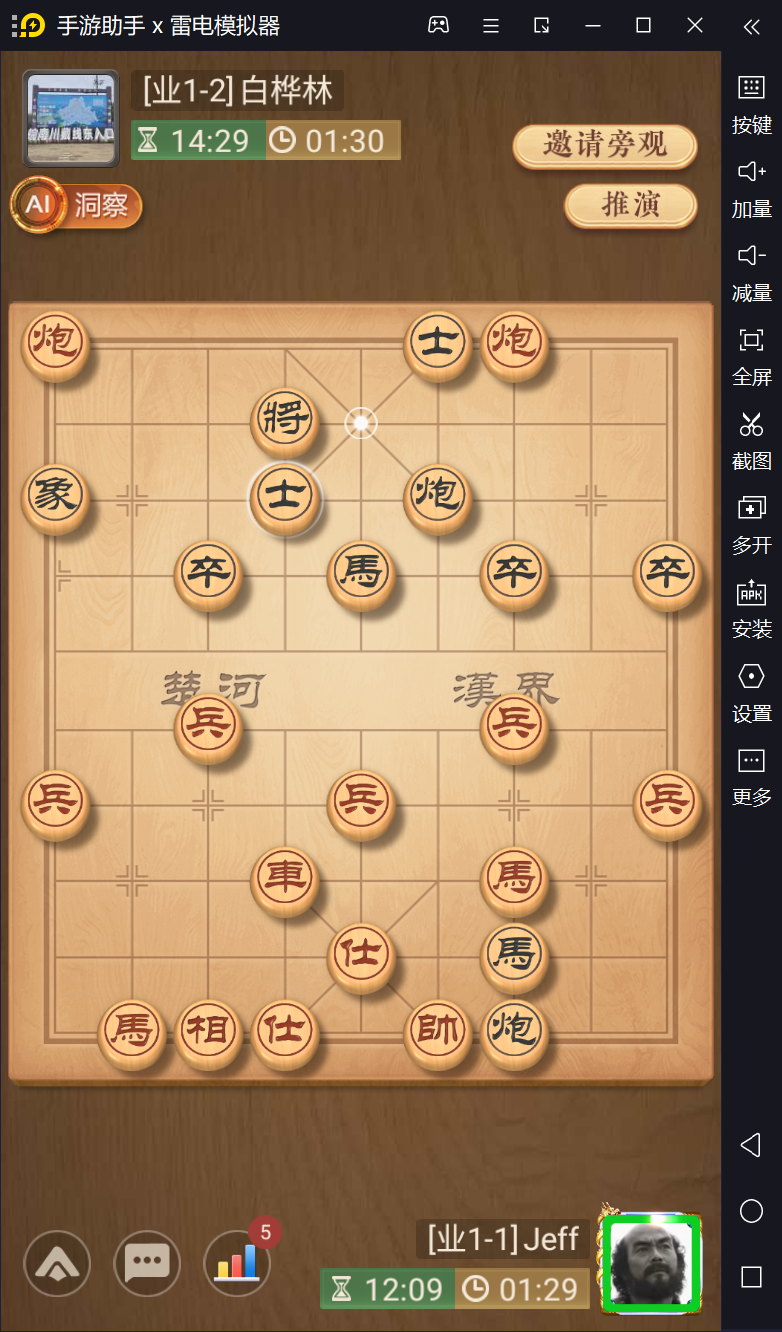 手游助手 x 雷电模拟器
[业1-2]白桦林
14:29 01:30
邀请旁观
AI 洞察
推演
按键
加量
减量
全屏
截图
多开
APK
安装
设置
更多
炮 士 炮
將
象 士 炮
卒 馬 卒 卒
楚河 漢界
兵 兵
兵 兵 兵
車 馬
仕 馬
馬 相 仕 帥 炮
5
[业1-1]Jeff
12:09 01:29